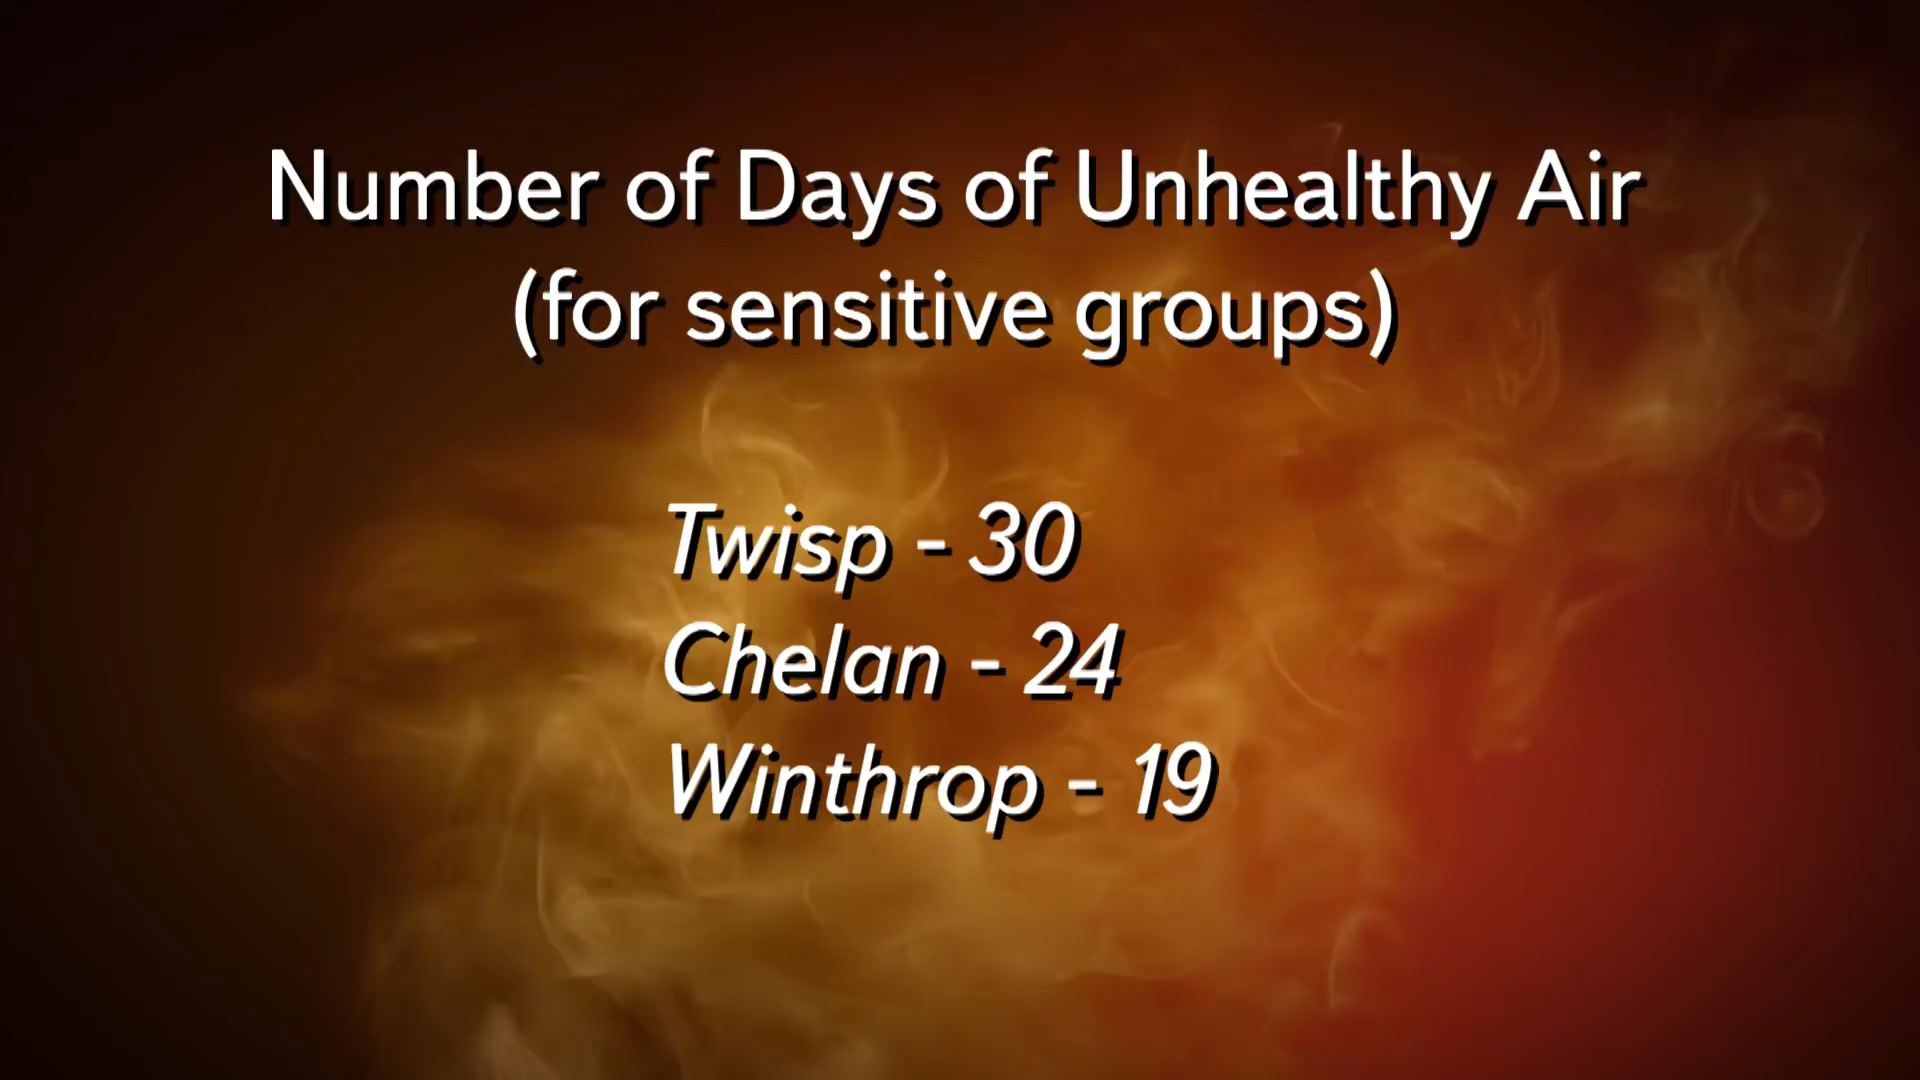 Number of Days of Unhealthy Air
(for sensitive groups)
Twisp - 30
Chelan - 24
Winthrop - 19